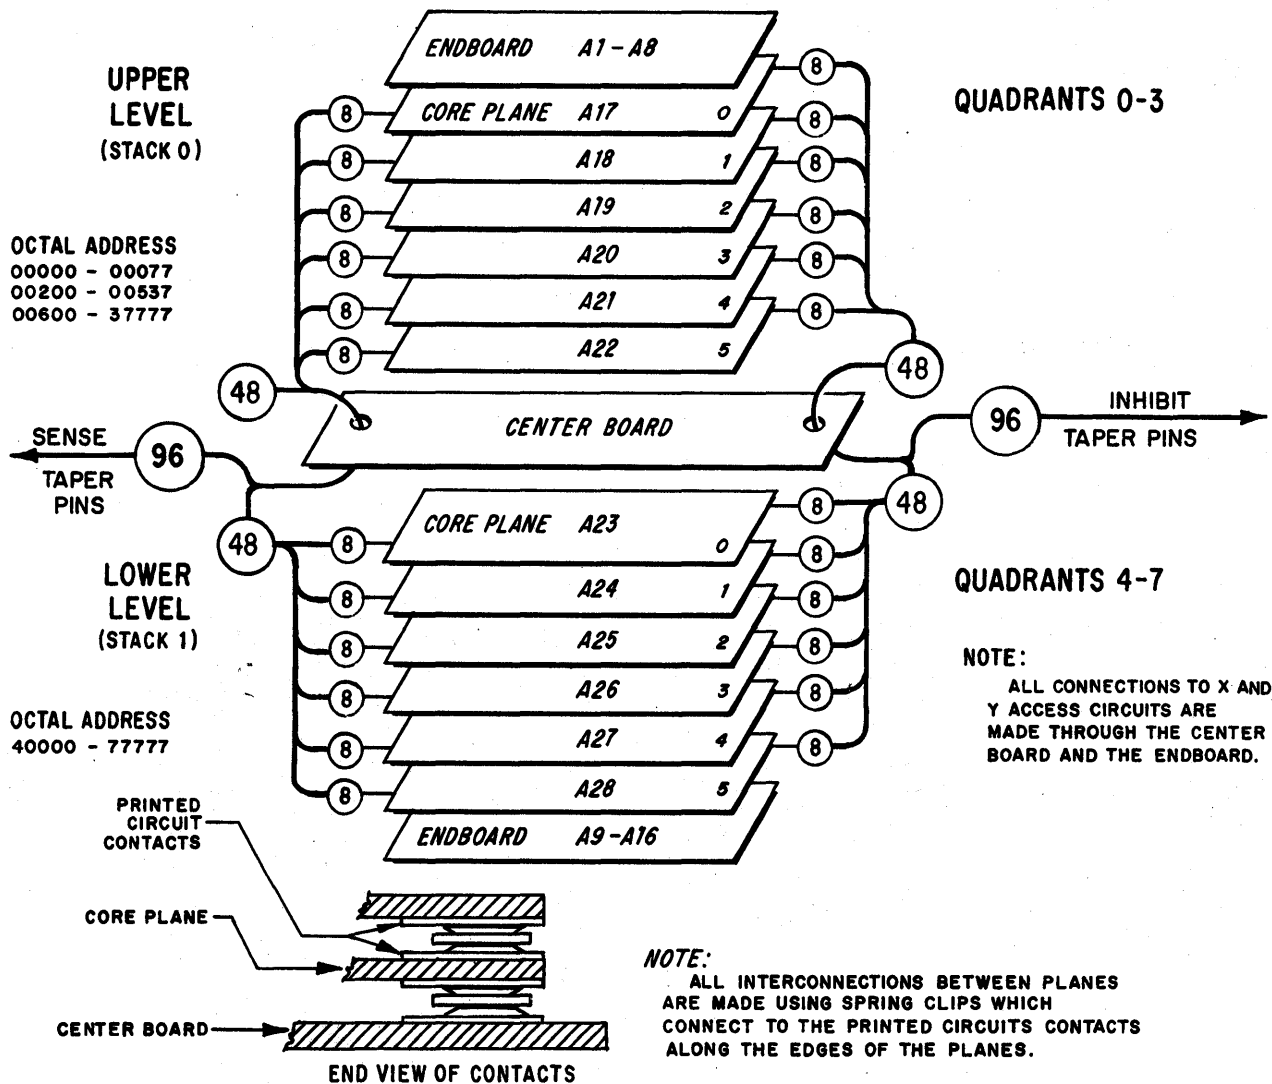 ENDBOARD A1-A8
8
UPPER
LEVEL
(STACK 0)
QUADRANTS 0-3
8 CORE PLANE A17 0
8
8 A18 1
8
8 A19 2
8
8 A20 3
8
8 A21 4
8
8 A22 5
OCTAL ADDRESS
00000 - 00077
00200 - 00537
00600 - 37777
48
48
CENTER BOARD
96
INHIBIT
TAPER PINS
SENSE
96
TAPER
PINS
48
48
8
CORE PLANE A23 0
8
8
A24 1
8
8
A25 2
8
8
A26 3
8
8
A27 4
8
8
A28 5
8
ENDBOARD A9-A16
LOWER
LEVEL
(STACK 1)
QUADRANTS 4-7
NOTE:
ALL CONNECTIONS TO X AND
Y ACCESS CIRCUITS ARE
MADE THROUGH THE CENTER
BOARD AND THE ENDBOARD.
OCTAL ADDRESS
40000 - 77777
PRINTED
CIRCUIT
CONTACTS
CORE PLANE
CENTER BOARD
END VIEW OF CONTACTS
NOTE:
ALL INTERCONNECTIONS BETWEEN PLANES
ARE MADE USING SPRING CLIPS WHICH
CONNECT TO THE PRINTED CIRCUITS CONTACTS
ALONG THE EDGES OF THE PLANES.